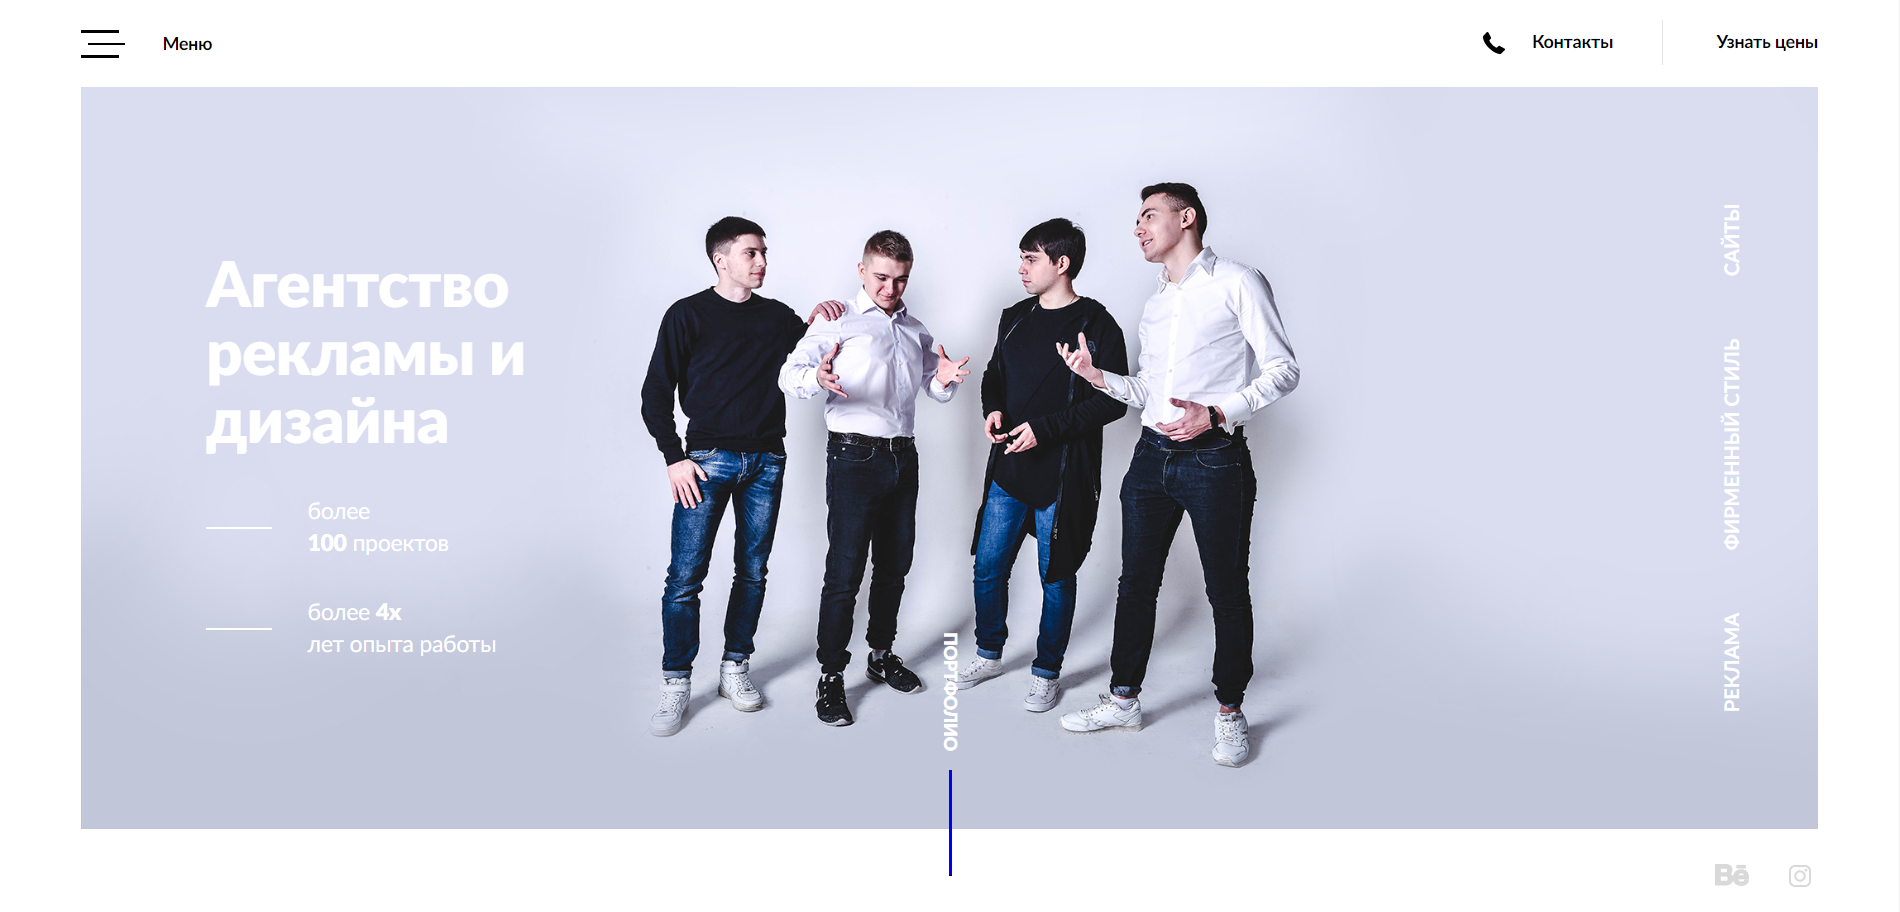 Меню
Контакты
Узнать цены
Агентство
рекламы и
дизайна
более
100 проектов
более 4х
лет опыта работы
ПОРТФОЛИО
САЙТЫ
ФИРМЕННЫЙ СТИЛЬ
РЕКЛАМА
Bē